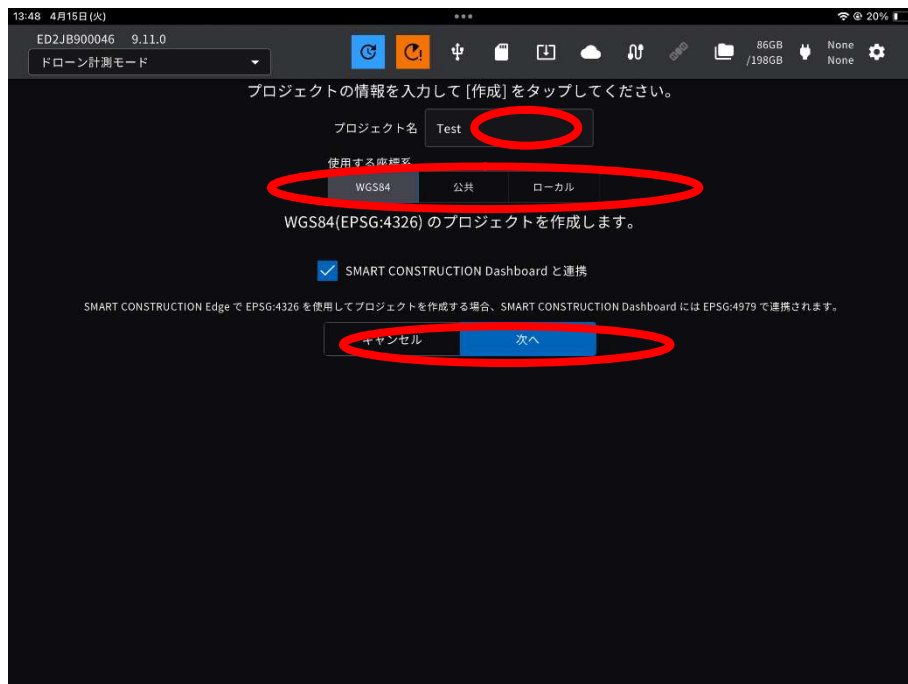 13:48 4月15日(火)
20%
ED2JB900046 9.11.0
ドローン計測モード
86GB
/198GB
None
None
プロジェクトの情報を入力して [作成] をタップしてください。
プロジェクト名 Test
使用する座標系
WGS84 公共 ローカル
WGS84(EPSG:4326) のプロジェクトを作成します。
SMART CONSTRUCTION Dashboard と連携
SMART CONSTRUCTION Edge で EPSG:4326 を使用してプロジェクトを作成する場合、SMART CONSTRUCTION Dashboard には EPSG:4979 で連携されます。
キャンセル 次へ